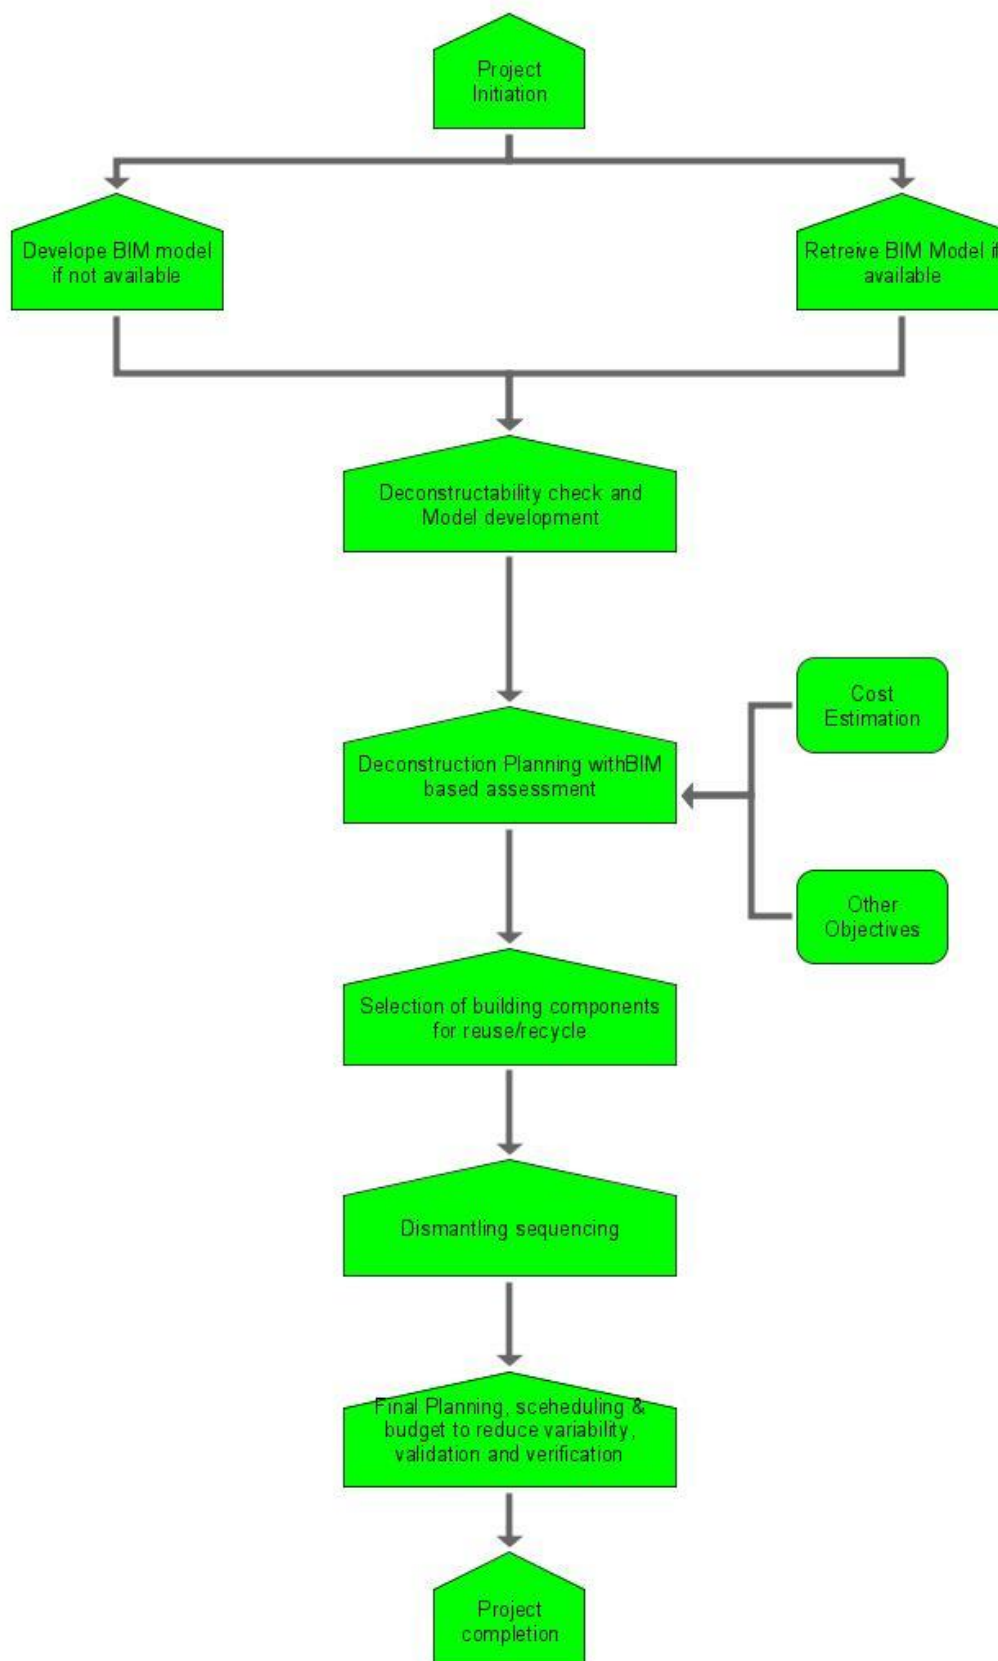 Project
Initiation
Develope BIM model
if not available
Retreive BIM Model if
available
Deconstructability check and
Model development
Cost
Estimation
Deconstruction Planning withBIM
based assessment
Other
Objectives
Selection of building components
for reuse/recycle
Dismantling sequencing
Final Planning, sceheduling &
budget to reduce variability,
validation and verification
Project
completion